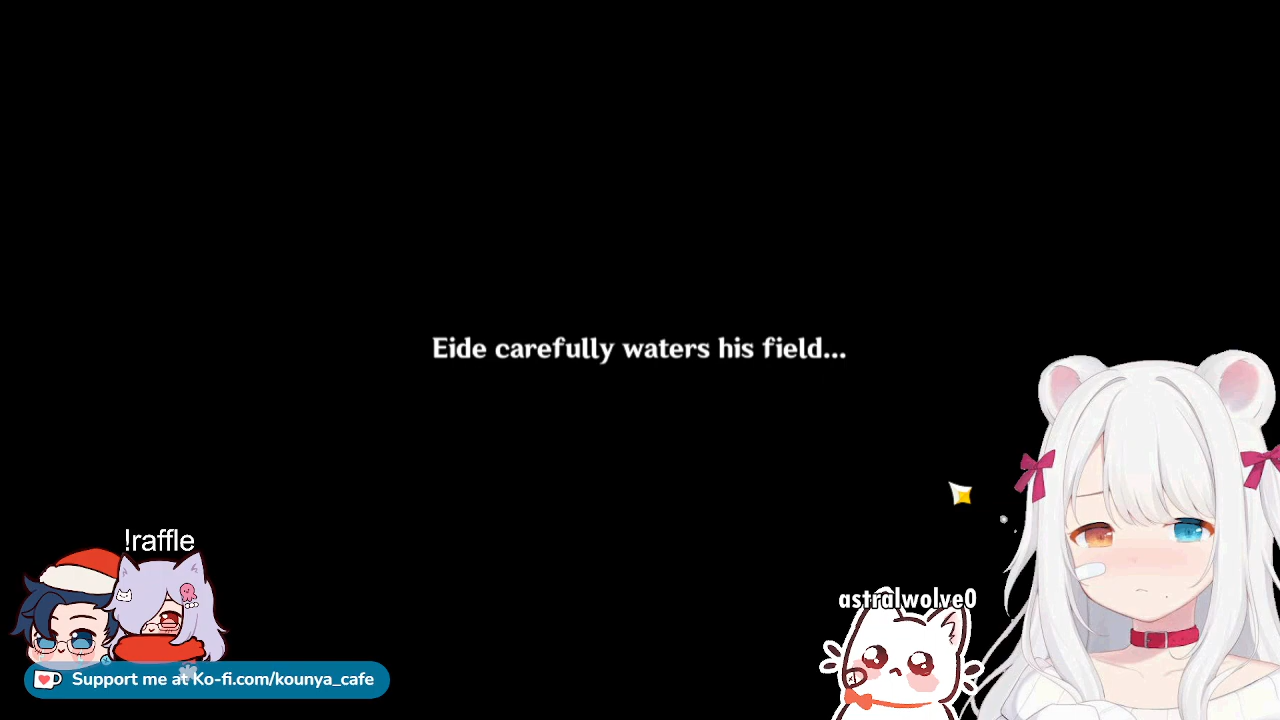 Eide carefully waters his field...
!raffle
astralwolve0
Support me at Ko-fi.com/kounya_cafe